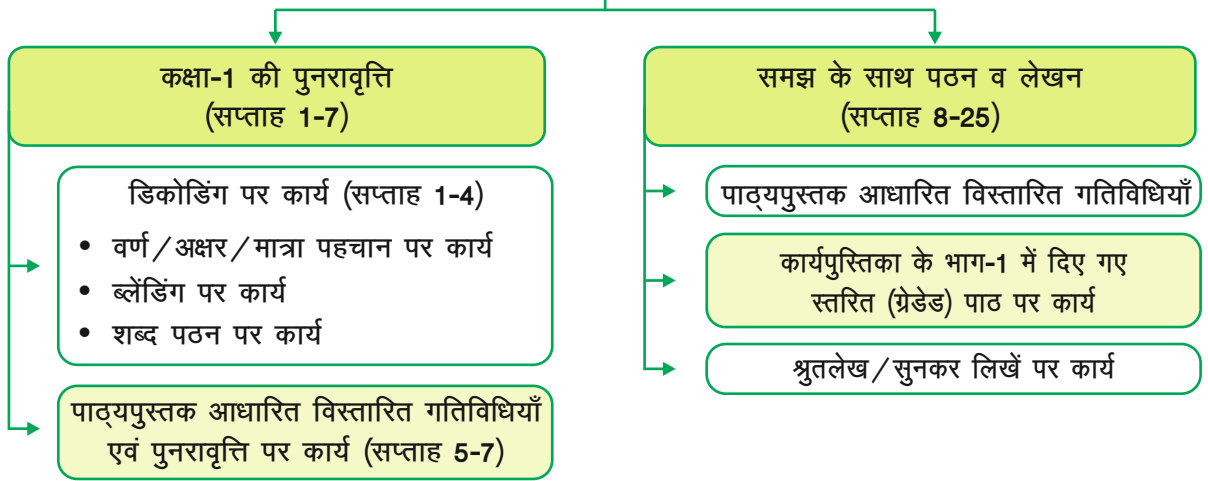 कक्षा-1 की पुनरावृत्ति
(सप्ताह 1-7)
डिकोडिंग पर कार्य (सप्ताह 1-4)
• वर्ण/अक्षर/मात्रा पहचान पर कार्य
• ब्लेंडिंग पर कार्य
• शब्द पठन पर कार्य
पाठ्यपुस्तक आधारित विस्तारित गतिविधियाँ
एवं पुनरावृत्ति पर कार्य (सप्ताह 5-7)
समझ के साथ पठन व लेखन
(सप्ताह 8-25)
पाठ्यपुस्तक आधारित विस्तारित गतिविधियाँ
कार्यपुस्तिका के भाग-1 में दिए गए
स्तरित (ग्रेडेड) पाठ पर कार्य
श्रुतलेख/सुनकर लिखें पर कार्य